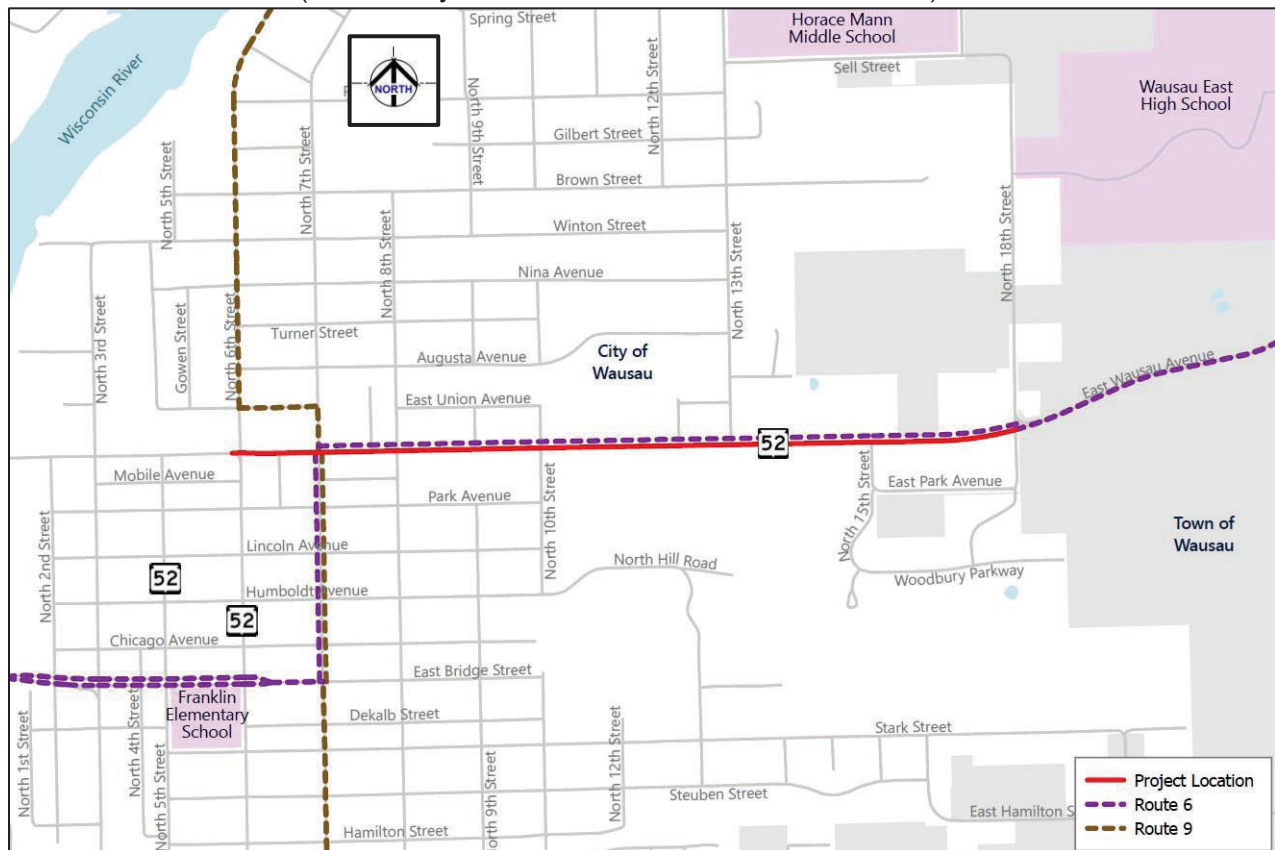 Spring Street
Horace Mann
Middle School
Sell Street
Wausau East
High School
Wisconsin River
NORTH
North 7th Street
North 9th Street
North 12th Street
Gilbert Street
Brown Street
North 5th Street
Winton Street
North 8th Street
Nina Avenue
North 13th Street
North 18th Street
North 3rd Street
Gowen Street
North 6th Street
Turner Street
Augusta Avenue
City of
Wausau
East Wausau Avenue
East Union Avenue
52
Mobile Avenue
Park Avenue
North 10th Street
North 15th Street
East Park Avenue
Town of
Wausau
North 2nd Street
Lincoln Avenue
North Hill Road
Woodbury Parkway
52
Humboldt Avenue
52
Chicago Avenue
East Bridge Street
Franklin
Elementary
School
North 1st Street
North 4th Street
North 5th Street
Dekalb Street
North 9th Street
North 12th Street
Stark Street
Steuben Street
East Hamilton S
Hamilton Street
Project Location
Route 6
Route 9